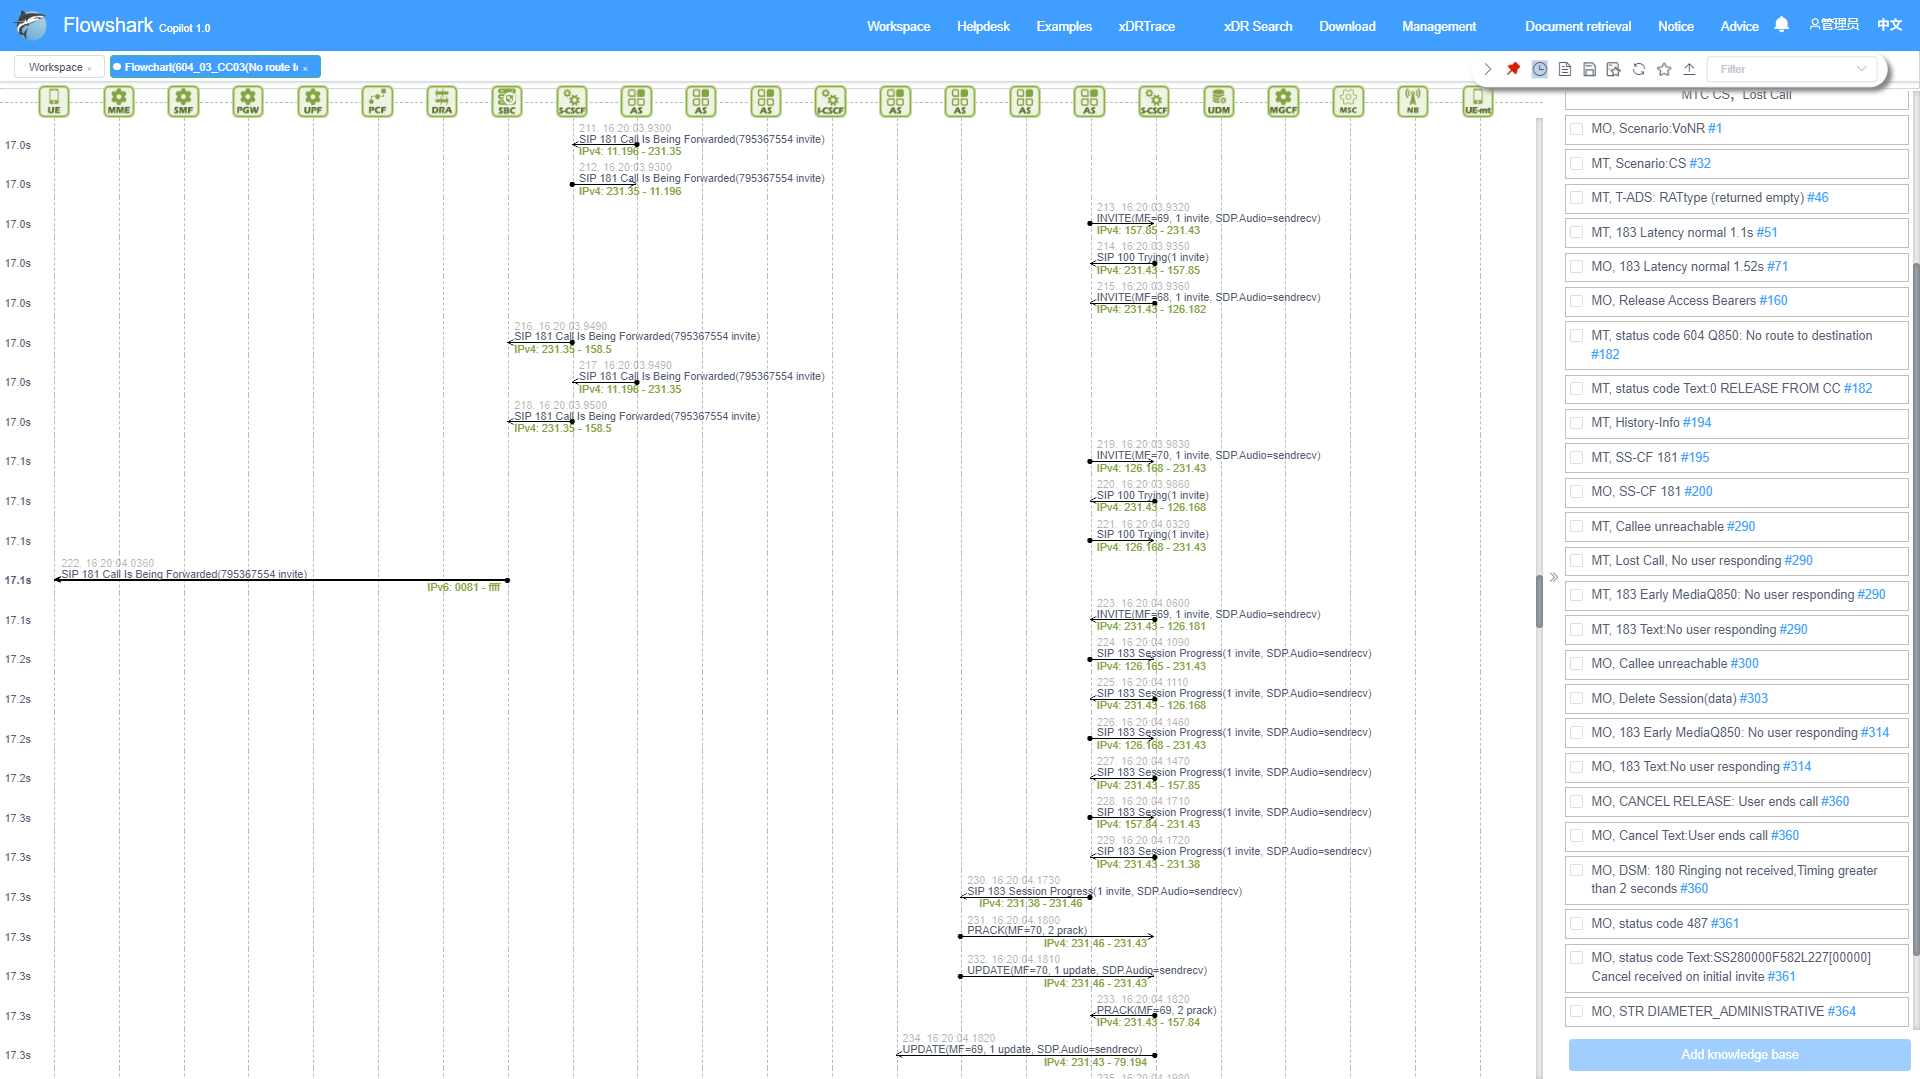 Flowshark Copilot 1.0
Workspace Helpdesk Examples xDRTrace xDR Search Download Management Document retrieval Notice Advice 管理员 中文
Workspace ×
Flowchart(604_03_CC03(No route t ×
Filter
UE MME SMF PGW UPF PCF DRA SBC S-CSCF AS AS AS I-CSCF AS AS AS AS S-CSCF UDM MGCF MSC NB UE-mt
211. 16:20:03.9300
17.0s SIP 181 Call Is Being Forwarded(795367554 invite)
IPv4: 11.196 - 231.35
212. 16:20:03.9300
17.0s SIP 181 Call Is Being Forwarded(795367554 invite)
IPv4: 231.35 - 11.196
213. 16:20:03.9320
17.0s INVITE(MF=69, 1 invite, SDP.Audio=sendrecv)
IPv4: 157.85 - 231.43
214. 16:20:03.9350
17.0s SIP 100 Trying(1 invite)
IPv4: 231.43 - 157.85
215. 16:20:03.9360
17.0s INVITE(MF=68, 1 invite, SDP.Audio=sendrecv)
IPv4: 231.43 - 126.182
216. 16:20:03.9490
17.0s SIP 181 Call Is Being Forwarded(795367554 invite)
IPv4: 231.35 - 158.5
217. 16:20:03.9490
17.0s SIP 181 Call Is Being Forwarded(795367554 invite)
IPv4: 11.196 - 231.35
218. 16:20:03.9500
17.0s SIP 181 Call Is Being Forwarded(795367554 invite)
IPv4: 231.35 - 158.5
219. 16:20:03.9830
17.1s INVITE(MF=70, 1 invite, SDP.Audio=sendrecv)
IPv4: 126.168 - 231.43
220. 16:20:03.9860
17.1s SIP 100 Trying(1 invite)
IPv4: 231.43 - 126.168
221. 16:20:04.0320
17.1s SIP 100 Trying(1 invite)
IPv4: 126.168 - 231.43
222. 16:20:04.0360
17.1s SIP 181 Call Is Being Forwarded(795367554 invite)
IPv6: 0081 - ffff
223. 16:20:04.0600
17.1s INVITE(MF=69, 1 invite, SDP.Audio=sendrecv)
IPv4: 231.43 - 126.181
224. 16:20:04.1090
17.2s SIP 183 Session Progress(1 invite, SDP.Audio=sendrecv)
IPv4: 126.165 - 231.43
225. 16:20:04.1110
17.2s SIP 183 Session Progress(1 invite, SDP.Audio=sendrecv)
IPv4: 231.43 - 126.168
226. 16:20:04.1460
17.2s SIP 183 Session Progress(1 invite, SDP.Audio=sendrecv)
IPv4: 126.168 - 231.43
227. 16:20:04.1470
17.2s SIP 183 Session Progress(1 invite, SDP.Audio=sendrecv)
IPv4: 231.43 - 157.85
228. 16:20:04.1710
17.3s SIP 183 Session Progress(1 invite, SDP.Audio=sendrecv)
IPv4: 157.84 - 231.43
229. 16:20:04.1720
17.3s SIP 183 Session Progress(1 invite, SDP.Audio=sendrecv)
IPv4: 231.43 - 231.38
230. 16:20:04.1730
17.3s SIP 183 Session Progress(1 invite, SDP.Audio=sendrecv)
IPv4: 231.38 - 231.46
231. 16:20:04.1800
17.3s PRACK(MF=70, 2 prack)
IPv4: 231.46 - 231.43
232. 16:20:04.1810
17.3s UPDATE(MF=70, 1 update, SDP.Audio=sendrecv)
IPv4: 231.46 - 231.43
233. 16:20:04.1820
17.3s PRACK(MF=69, 2 prack)
IPv4: 231.43 - 157.84
234. 16:20:04.1820
17.3s UPDATE(MF=69, 1 update, SDP.Audio=sendrecv)
IPv4: 231.43 - 79.194
235. 16:20:04.1980
MTC CS, Lost Call
MO, Scenario:VoNR #1
MT, Scenario:CS #32
MT, T-ADS: RATtype (returned empty) #46
MT, 183 Latency normal 1.1s #51
MO, 183 Latency normal 1.52s #71
MO, Release Access Bearers #160
MT, status code 604 Q850: No route to destination
#182
MT, status code Text:0 RELEASE FROM CC #182
MT, History-Info #194
MT, SS-CF 181 #195
MO, SS-CF 181 #200
MT, Callee unreachable #290
MT, Lost Call, No user responding #290
MT, 183 Early MediaQ850: No user responding #290
MT, 183 Text:No user responding #290
MO, Callee unreachable #300
MO, Delete Session(data) #303
MO, 183 Early MediaQ850: No user responding #314
MO, 183 Text:No user responding #314
MO, CANCEL RELEASE: User ends call #360
MO, Cancel Text:User ends call #360
MO, DSM: 180 Ringing not received,Timing greater
than 2 seconds #360
MO, status code 487 #361
MO, status code Text:SS280000F582L227[00000]
Cancel received on initial invite #361
MO, STR DIAMETER_ADMINISTRATIVE #364
Add knowledge base